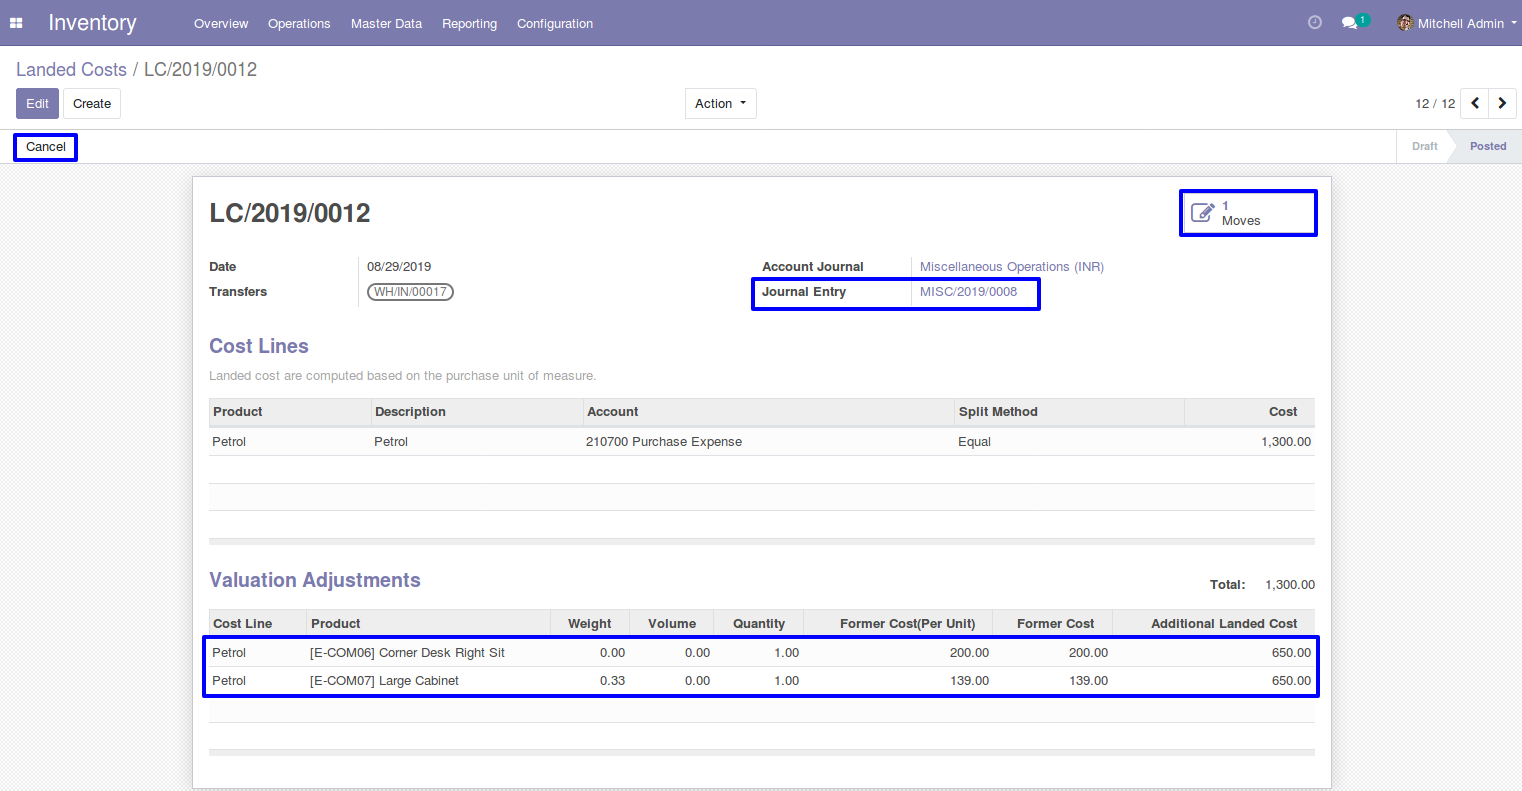 Inventory Overview Operations Master Data Reporting Configuration 1 Mitchell Admin
Landed Costs / LC/2019/0012
Edit Create Action 12 / 12
Cancel Draft Posted
LC/2019/0012
1
Moves
Date 08/29/2019 Account Journal Miscellaneous Operations (INR)
Transfers WH/IN/00017 Journal Entry MISC/2019/0008
Cost Lines
Landed cost are computed based on the purchase unit of measure.
Product Description Account Split Method Cost
Petrol Petrol 210700 Purchase Expense Equal 1,300.00
Valuation Adjustments
Total: 1,300.00
Cost Line Product Weight Volume Quantity Former Cost(Per Unit) Former Cost Additional Landed Cost
Petrol [E-COM06] Corner Desk Right Sit 0.00 0.00 1.00 200.00 200.00 650.00
Petrol [E-COM07] Large Cabinet 0.33 0.00 1.00 139.00 139.00 650.00